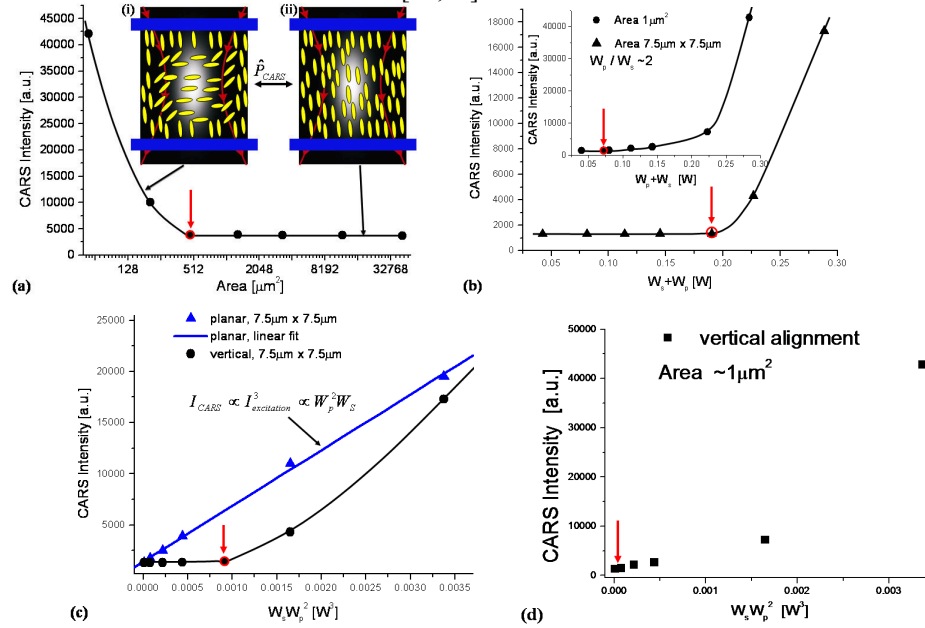 (i)
(ii)
P̂CARS
CARS Intensity [a.u.]
45000
40000
35000
30000
25000
20000
15000
10000
5000
0
128
512
2048
8192
32768
Area [μm²]
(a)
CARS Intensity [a.u.]
18000
16000
14000
12000
10000
8000
6000
4000
2000
0
Area 1μm²
Area 7.5μm x 7.5μm
Wp / Ws ~2
CARS Intensity [a.u.]
40000
30000
20000
10000
0
0.05
0.10
0.15
0.20
0.25
0.30
Wp+Ws [W]
0.05
0.10
0.15
0.20
0.25
0.30
Ws+Wp [W]
(b)
planar, 7.5μm x 7.5μm
planar, linear fit
vertical, 7.5μm x 7.5μm
ICARS ∝ I³excitation ∝ Wp²WS
CARS Intensity [a.u.]
25000
20000
15000
10000
5000
0.0000
0.0005
0.0010
0.0015
0.0020
0.0025
0.0030
0.0035
WsWp² [W³]
(c)
vertical alignment
Area ~1μm²
CARS Intensity [a.u.]
50000
40000
30000
20000
10000
0
0.000
0.001
0.002
0.003
WsWp² [W³]
(d)